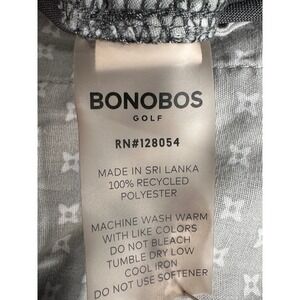 BONOBOS
GOLF
RN#128054
MADE IN SRI LANKA
100% RECYCLED
POLYESTER
MACHINE WASH WARM
WITH LIKE COLORS
DO NOT BLEACH
TUMBLE DRY LOW
COOL IRON
DO NOT USE SOFTENER